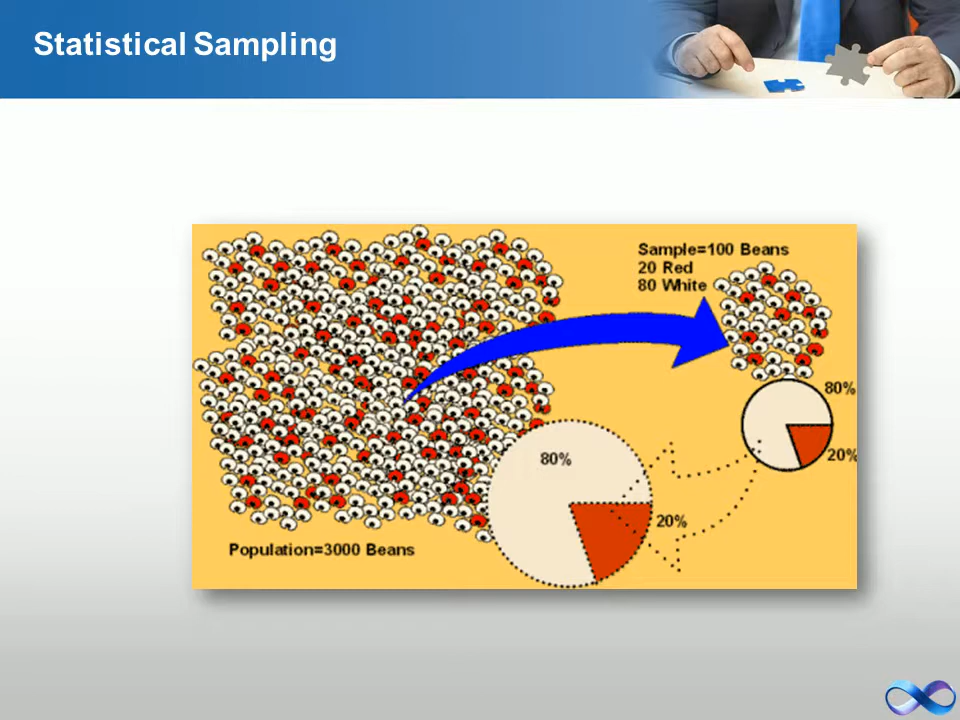 Statistical Sampling
Sample=100 Beans
20 Red
80 White
80%
20%
80%
20%
Population=3000 Beans